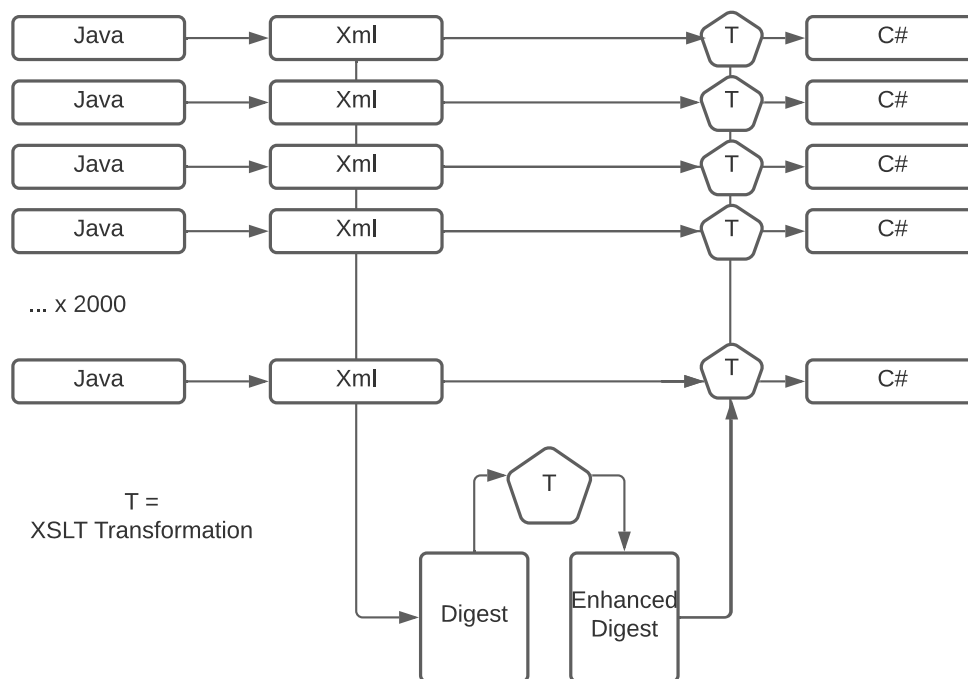 Java Xml T C#
Java Xml T C#
Java Xml T C#
Java Xml T C#
... x 2000
Java Xml T C#
T =
XSLT Transformation
T
Digest
Enhanced
Digest